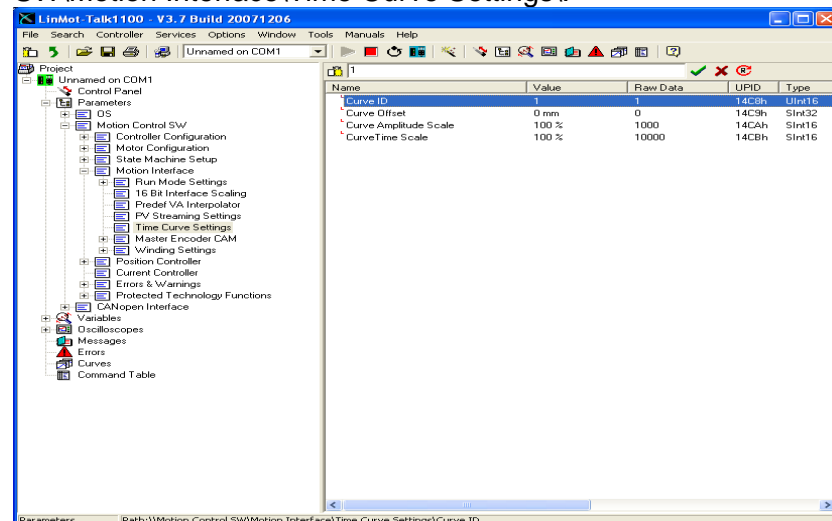 SW\Motion Interface\Time Curve Settings\.
LinMot-Talk1100 - V3.7 Build 20071206
File Search Controller Services Options Window Tools Manuals Help
Unnamed on COM1
Project
Unnamed on COM1
Control Panel
Parameters
OS
Motion Control SW
Controller Configuration
Motor Configuration
State Machine Setup
Motion Interface
Run Mode Settings
16 Bit Interface Scaling
Predef VA Interpolator
PV Streaming Settings
Time Curve Settings
Master Encoder CAM
Winding Settings
Position Controller
Current Controller
Errors & Warnings
Protected Technology Functions
CANopen Interface
Variables
Oscilloscopes
Messages
Errors
Curves
Command Table
1
Name Value Raw Data UPID Type
Curve ID 1 1 14C8h UInt16
Curve Offset 0 mm 0 14C9h SInt32
Curve Amplitude Scale 100 % 1000 14CAh SInt16
CurveTime Scale 100 % 10000 14CBh SInt16
Parameters Path:\\Motion Control SW\Motion Interface\Time Curve Settings\Curve ID